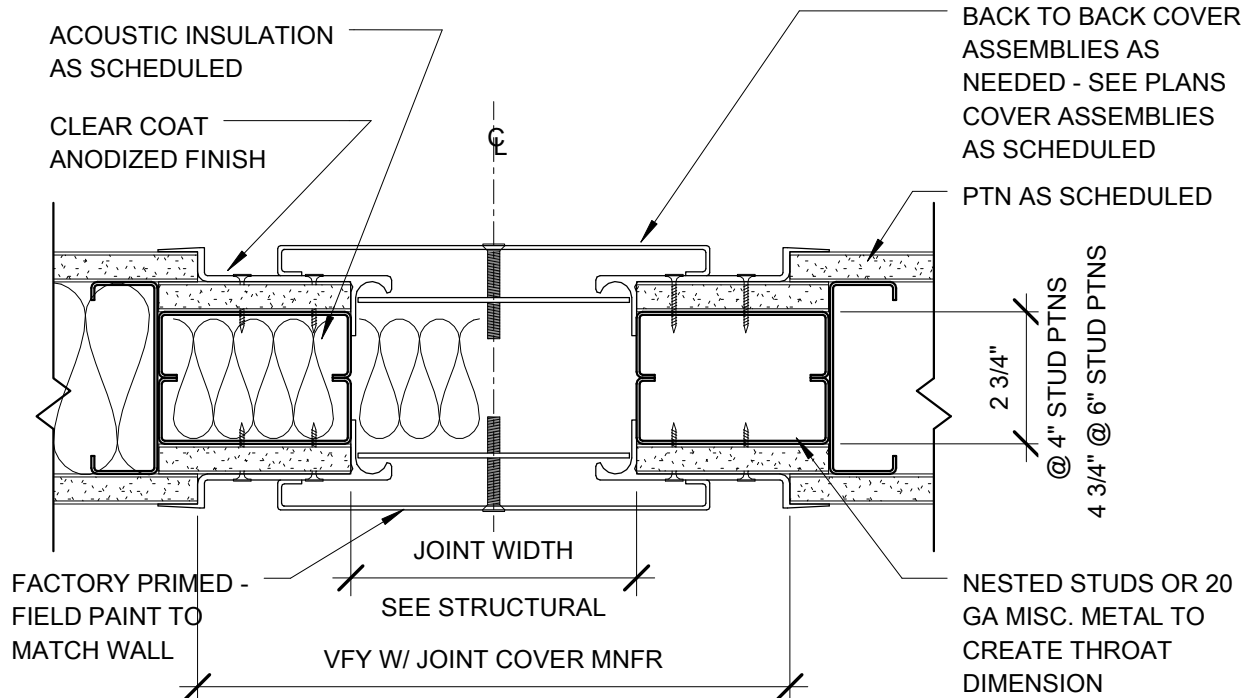 ACOUSTIC INSULATION
AS SCHEDULED
CLEAR COAT
ANODIZED FINISH
℄
BACK TO BACK COVER
ASSEMBLIES AS
NEEDED - SEE PLANS
COVER ASSEMBLIES
AS SCHEDULED
PTN AS SCHEDULED
2 3/4"
@ 4" STUD PTNS
4 3/4" @ 6" STUD PTNS
FACTORY PRIMED -
FIELD PAINT TO
MATCH WALL
JOINT WIDTH
SEE STRUCTURAL
VFY W/ JOINT COVER MNFR
NESTED STUDS OR 20
GA MISC. METAL TO
CREATE THROAT
DIMENSION